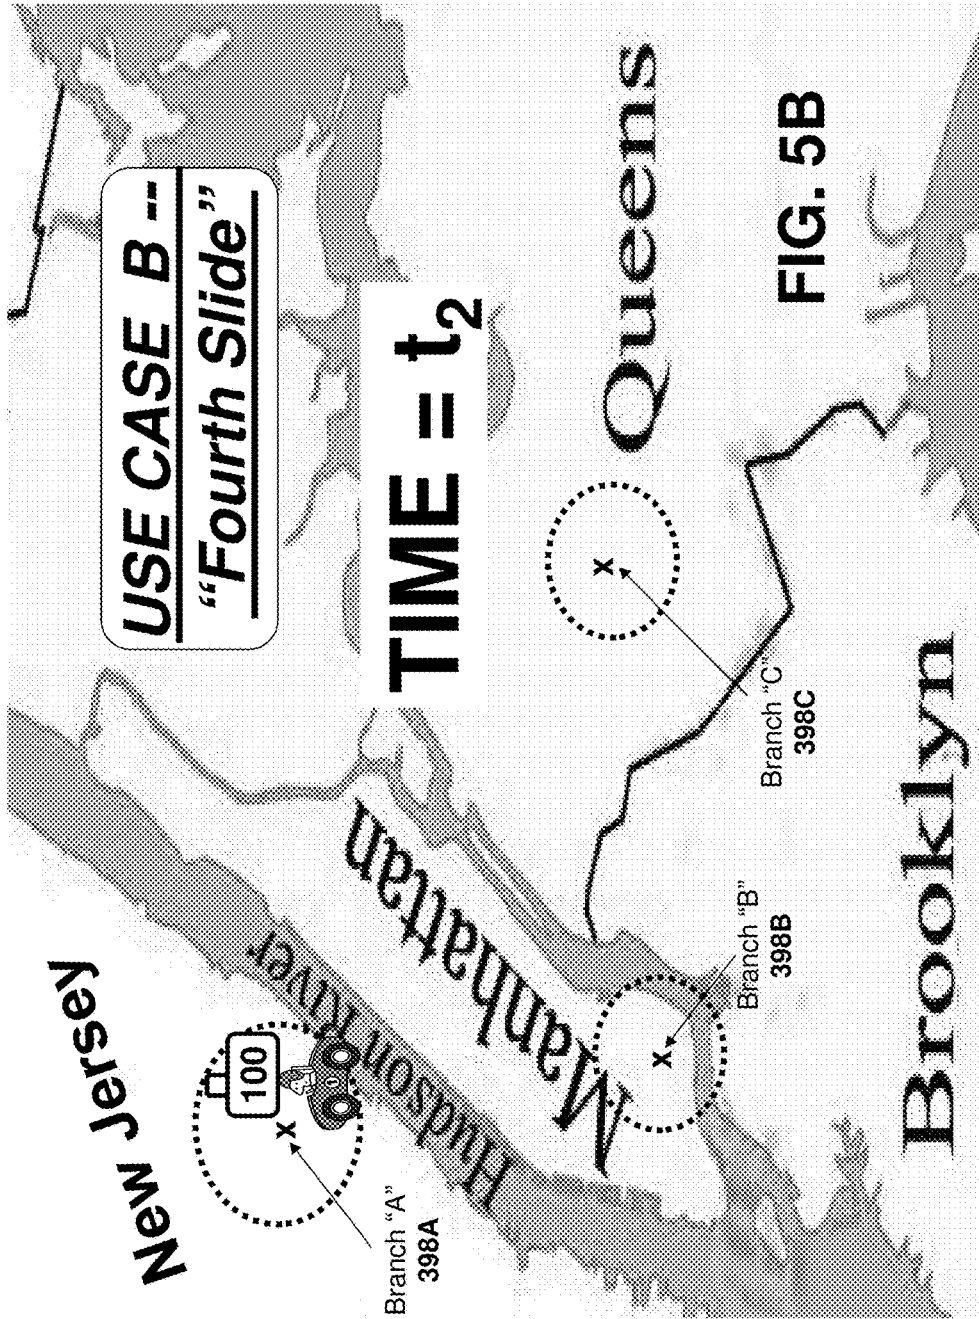 USE CASE B --
“Fourth Slide”
TIME = t2
New Jersey
Hudson River
Manhattan
100
x
Branch “A”
398A
x
Branch “B”
398B
x
Branch “C”
398C
Queens
Brooklyn
FIG. 5B